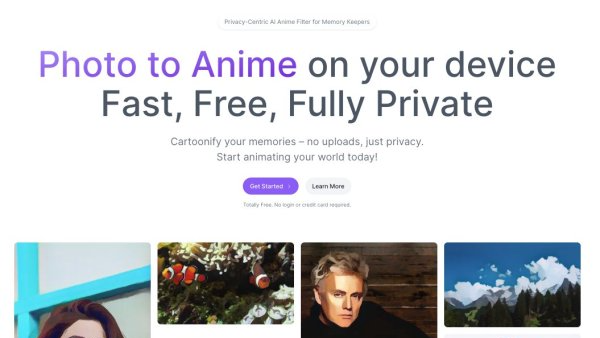 Privacy-Centric AI Anime Filter for Memory Keepers
Photo to Anime on your device
Fast, Free, Fully Private
Cartoonify your memories – no uploads, just privacy.
Start animating your world today!
Get Started
Learn More
Totally Free. No login or credit card required.